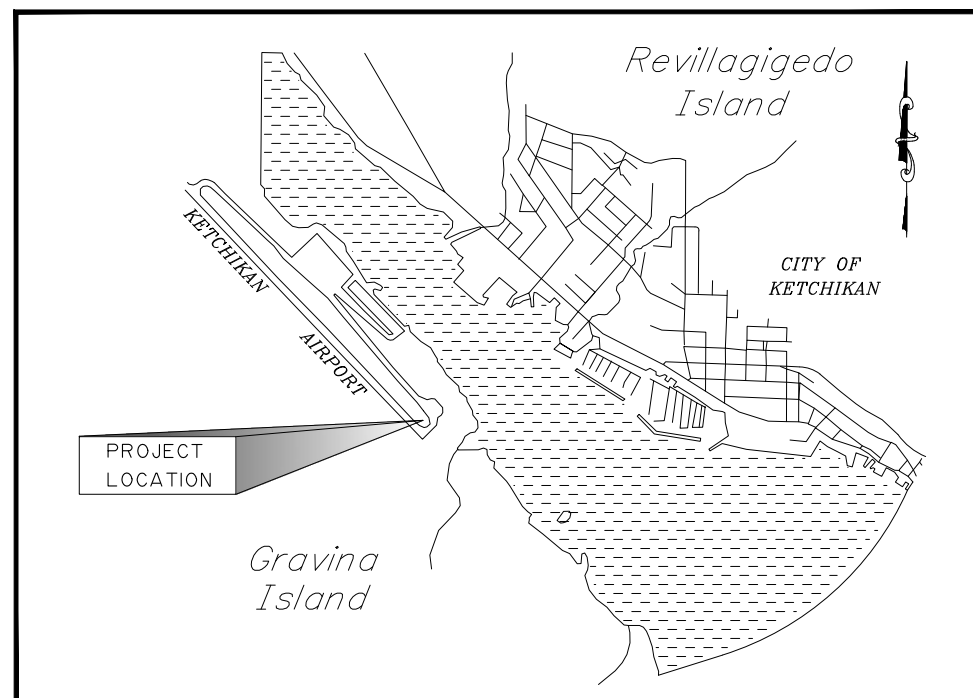 Revillagigedo
Island
CITY OF
KETCHIKAN
KETCHIKAN
AIRPORT
PROJECT
LOCATION
Gravina
Island